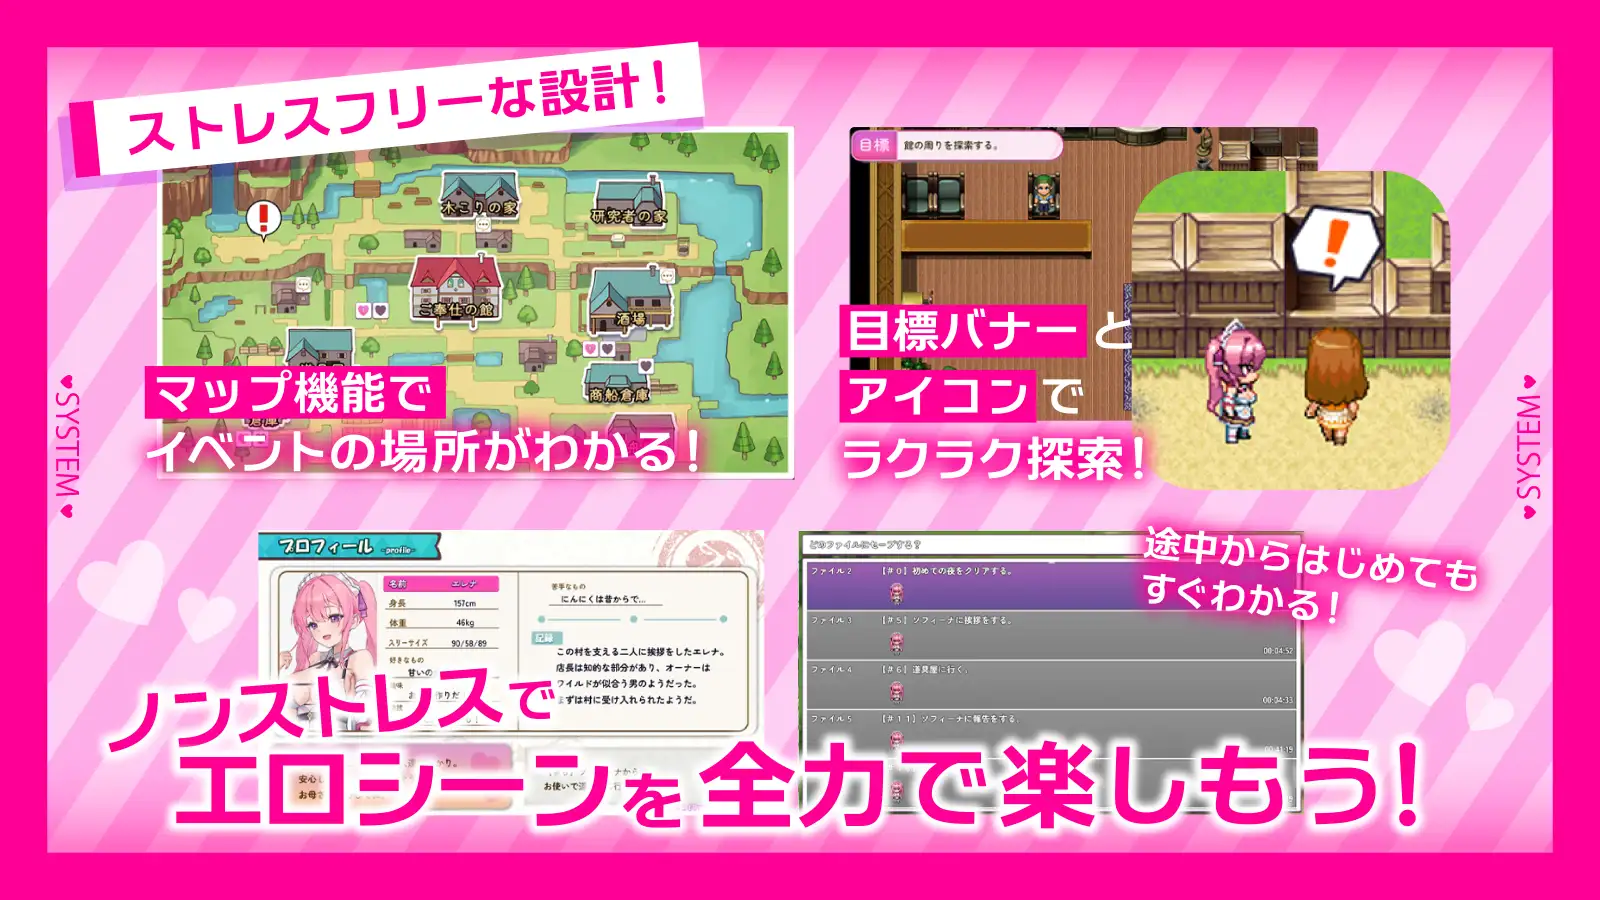 ストレスフリーな設計！
木こりの家
研究者の家
ご奉仕の館
酒場
商船倉庫
倉庫
マップ機能で
イベントの場所がわかる！
目標
館の周りを探索する。
目標バナーと
アイコンで
ラクラク探索！
♥SYSTEM♥
♥SYSTEM♥
プロフィール -profile-
名前 エレナ
身長 157cm
体重 46kg
スリーサイズ 90/58/89
好きなもの
甘いの
苦手なもの
にんにくは昔からで…
記録
この村を支える二人に挨拶をしたエレナ。
店長は知的な部分があり、オーナーは
ワイルドが似合う男のようだった。
まずは村に受け入れられたようだ。
安心し
お母さ
お使いで道
どのファイルにセーブする？
ファイル 2 【＃０】初めての夜をクリアする。
ファイル 3 【＃５】ソフィーナに挨拶をする。
00:04:52
ファイル 4 【＃６】道具屋に行く。
00:04:33
ファイル 5 【＃１１】ソフィーナに報告をする。
途中からはじめても
すぐわかる！
ノンストレスで
エロシーンを全力で楽しもう！